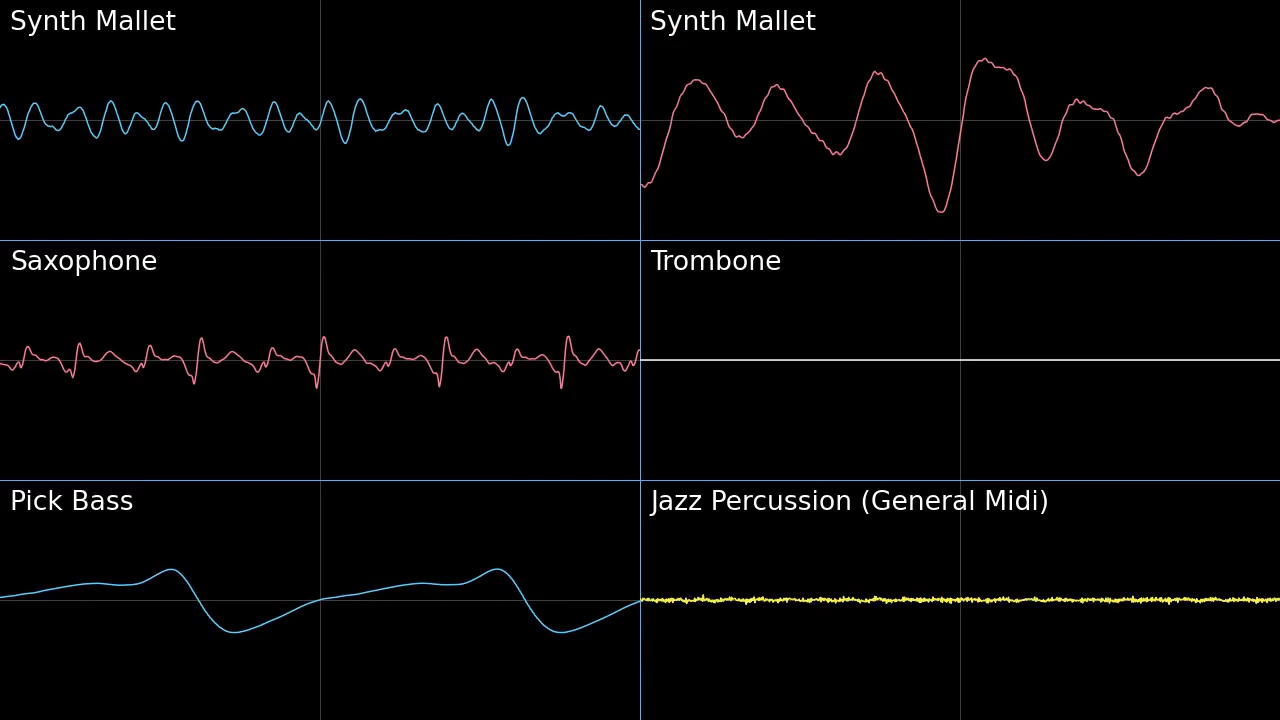 Synth Mallet
Synth Mallet
Saxophone
Trombone
Pick Bass
Jazz Percussion (General Midi)